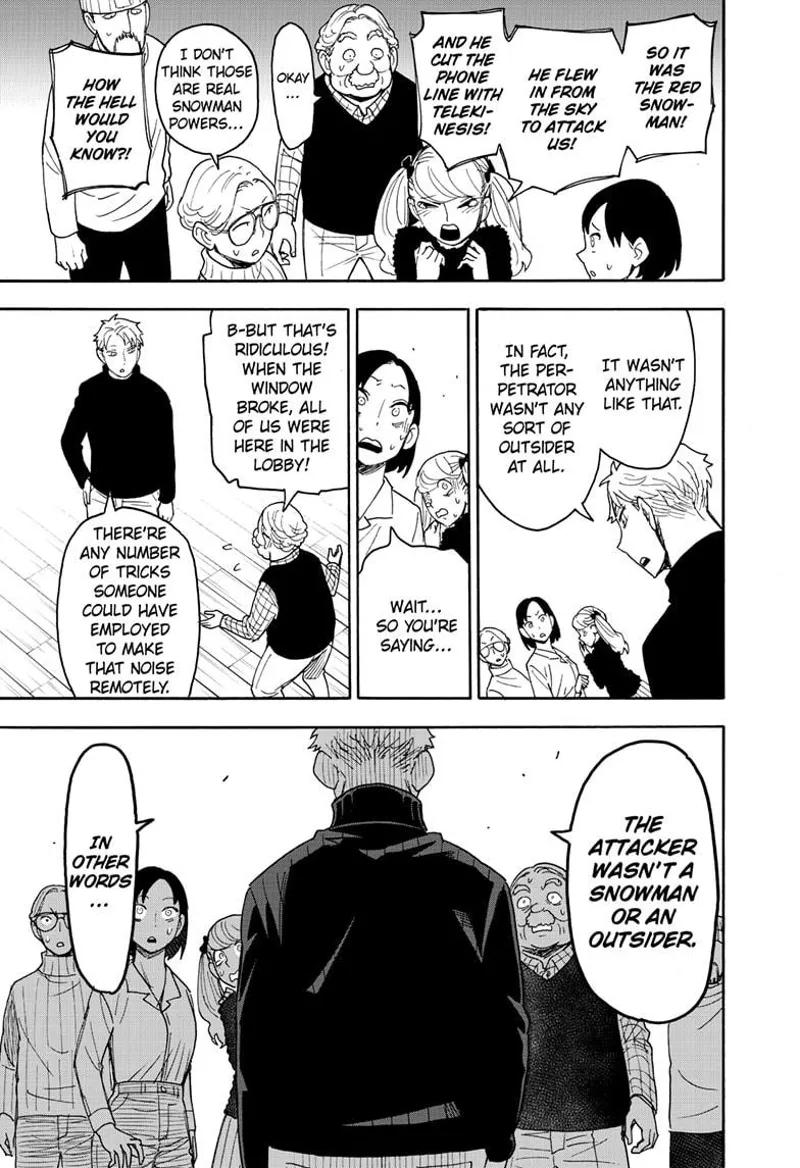 SO IT
WAS
THE RED
SNOW-
MAN!
HE FLEW
IN FROM
THE SKY
TO ATTACK
US!
AND HE
CUT THE
PHONE
LINE WITH
TELEKI-
NESIS!
OKAY
...
I DON'T
THINK THOSE
ARE REAL
SNOWMAN
POWERS...
HOW
THE HELL
WOULD
YOU
KNOW?!
IT WASN'T
ANYTHING
LIKE THAT.
IN FACT,
THE PER-
PETRATOR
WASN'T ANY
SORT OF
OUTSIDER
AT ALL.
WAIT...
SO YOU'RE
SAYING...
B-BUT THAT'S
RIDICULOUS!
WHEN THE
WINDOW
BROKE, ALL
OF US WERE
HERE IN THE
LOBBY!
THERE'RE
ANY NUMBER
OF TRICKS
SOMEONE
COULD HAVE
EMPLOYED
TO MAKE
THAT NOISE
REMOTELY.
THE
ATTACKER
WASN'T A
SNOWMAN
OR AN
OUTSIDER.
IN
OTHER
WORDS
...